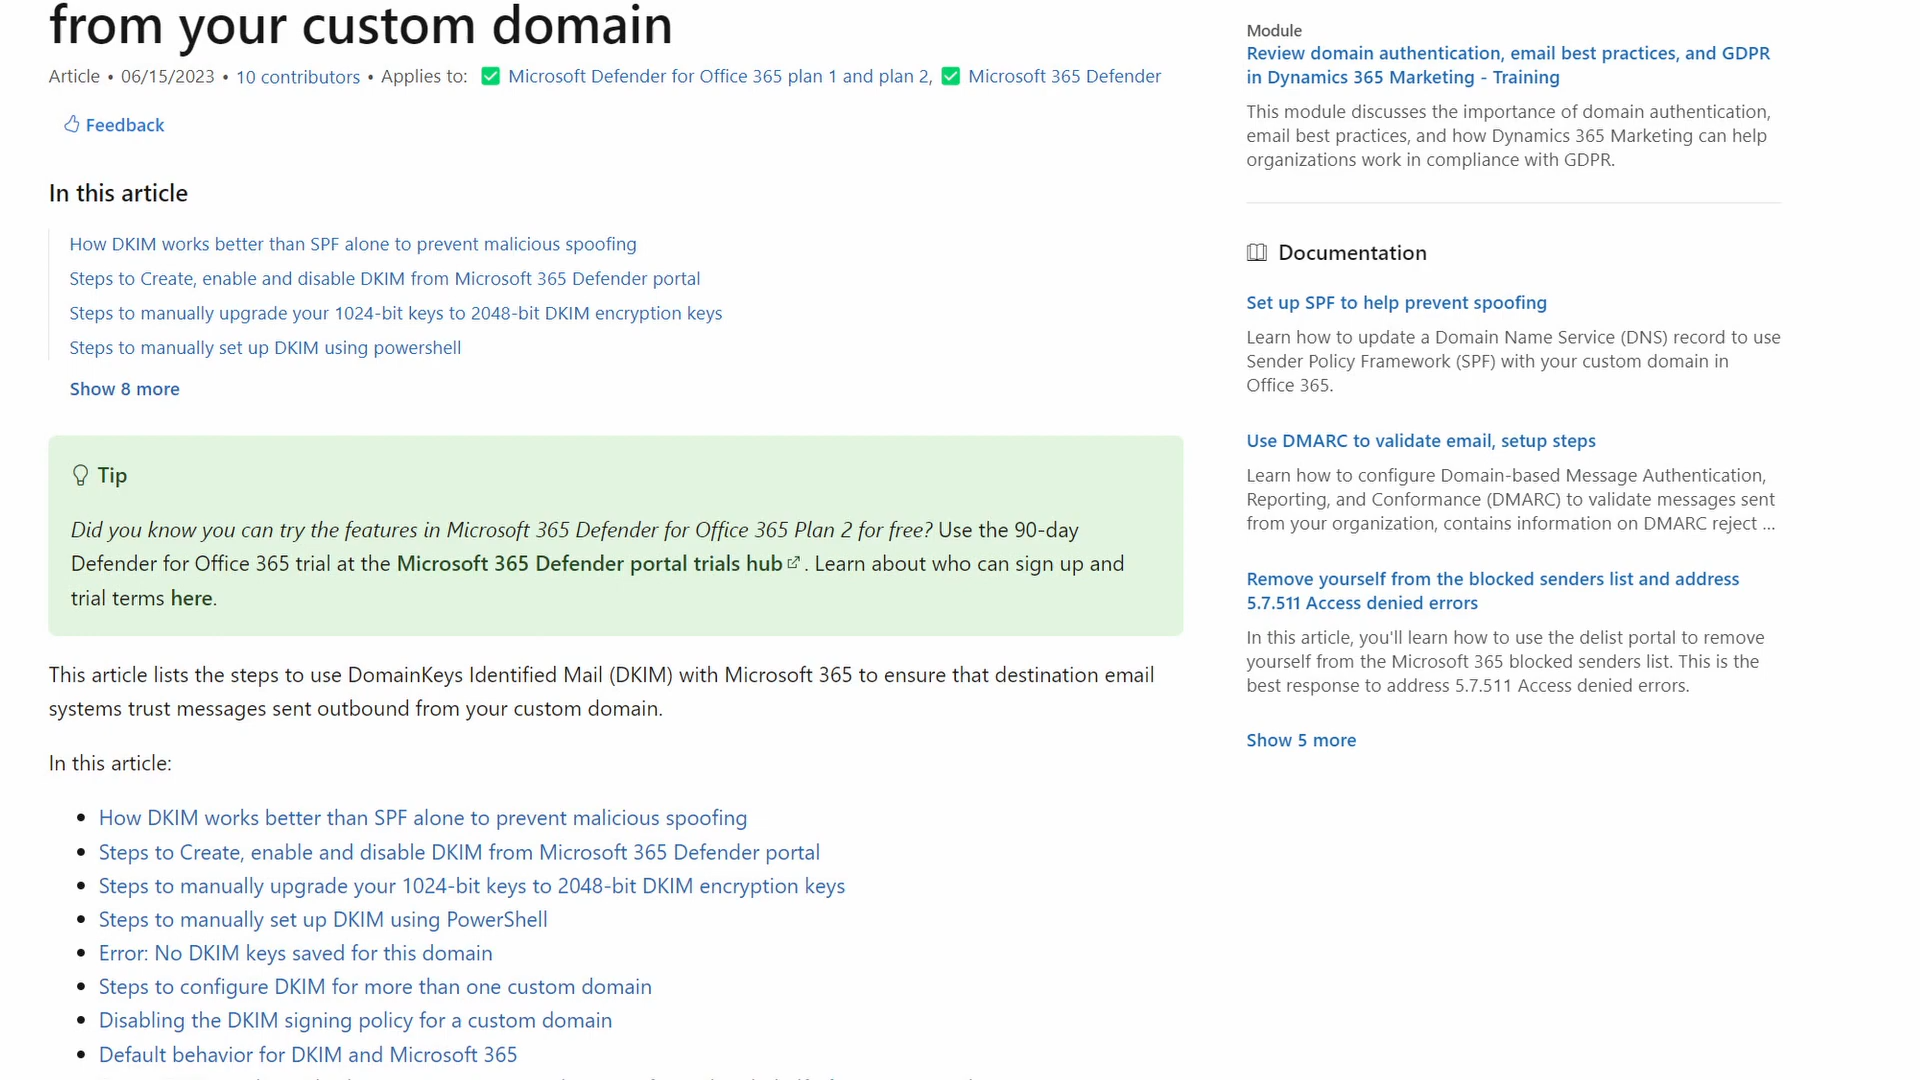 from your custom domain
Article • 06/15/2023 • 10 contributors • Applies to: ✅ Microsoft Defender for Office 365 plan 1 and plan 2, ✅ Microsoft 365 Defender
Feedback
In this article
How DKIM works better than SPF alone to prevent malicious spoofing
Steps to Create, enable and disable DKIM from Microsoft 365 Defender portal
Steps to manually upgrade your 1024-bit keys to 2048-bit DKIM encryption keys
Steps to manually set up DKIM using powershell
Show 8 more
Tip
Did you know you can try the features in Microsoft 365 Defender for Office 365 Plan 2 for free? Use the 90-day
Defender for Office 365 trial at the Microsoft 365 Defender portal trials hub. Learn about who can sign up and
trial terms here.
This article lists the steps to use DomainKeys Identified Mail (DKIM) with Microsoft 365 to ensure that destination email
systems trust messages sent outbound from your custom domain.
In this article:
• How DKIM works better than SPF alone to prevent malicious spoofing
• Steps to Create, enable and disable DKIM from Microsoft 365 Defender portal
• Steps to manually upgrade your 1024-bit keys to 2048-bit DKIM encryption keys
• Steps to manually set up DKIM using PowerShell
• Error: No DKIM keys saved for this domain
• Steps to configure DKIM for more than one custom domain
• Disabling the DKIM signing policy for a custom domain
• Default behavior for DKIM and Microsoft 365
Module
Review domain authentication, email best practices, and GDPR
in Dynamics 365 Marketing - Training
This module discusses the importance of domain authentication,
email best practices, and how Dynamics 365 Marketing can help
organizations work in compliance with GDPR.
Documentation
Set up SPF to help prevent spoofing
Learn how to update a Domain Name Service (DNS) record to use
Sender Policy Framework (SPF) with your custom domain in
Office 365.
Use DMARC to validate email, setup steps
Learn how to configure Domain-based Message Authentication,
Reporting, and Conformance (DMARC) to validate messages sent
from your organization, contains information on DMARC reject ...
Remove yourself from the blocked senders list and address
5.7.511 Access denied errors
In this article, you'll learn how to use the delist portal to remove
yourself from the Microsoft 365 blocked senders list. This is the
best response to address 5.7.511 Access denied errors.
Show 5 more